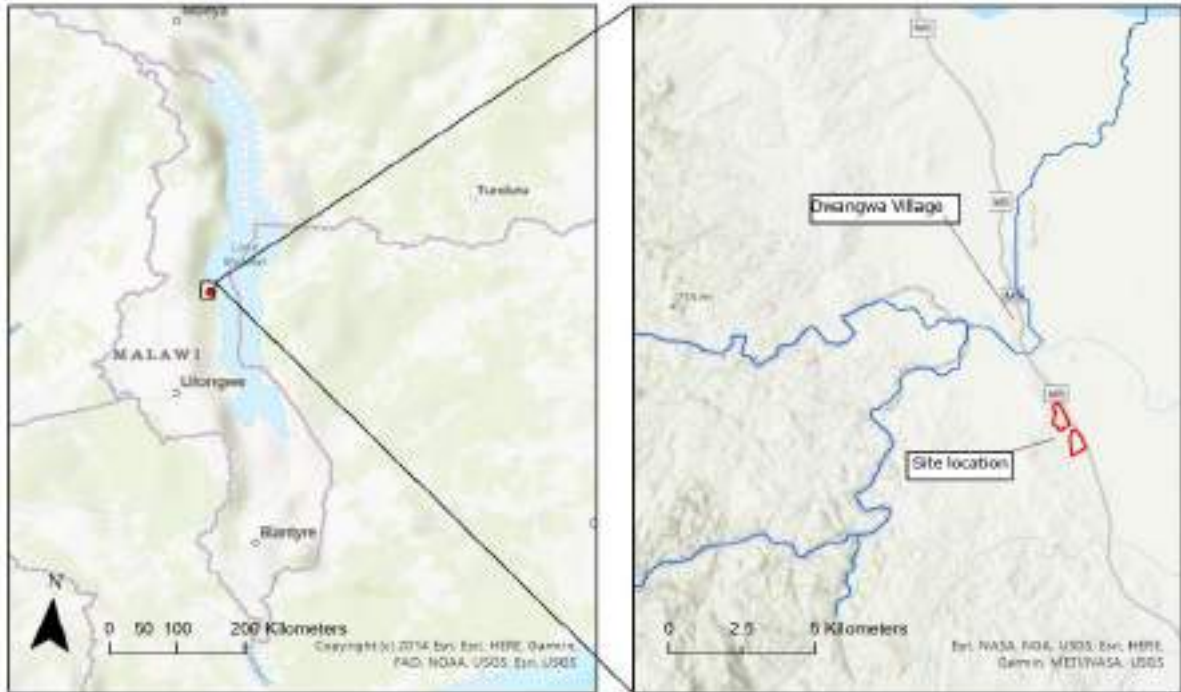 Tunduru
Lake
MALAWI
Lilongwe
Blantyre
N
0 50 100 200 Kilometers
Copyright:(c) 2014 Esri Esri, HERE, Garmin,
FAO, NOAA, USGS, Esri, USGS
M5
M5
Dwangwa Village
M5
M5
Site location
0 2.5 5 Kilometers
Esri, NASA, NGA, USGS, Esri, HERE,
Garmin, METI/NASA, USGS